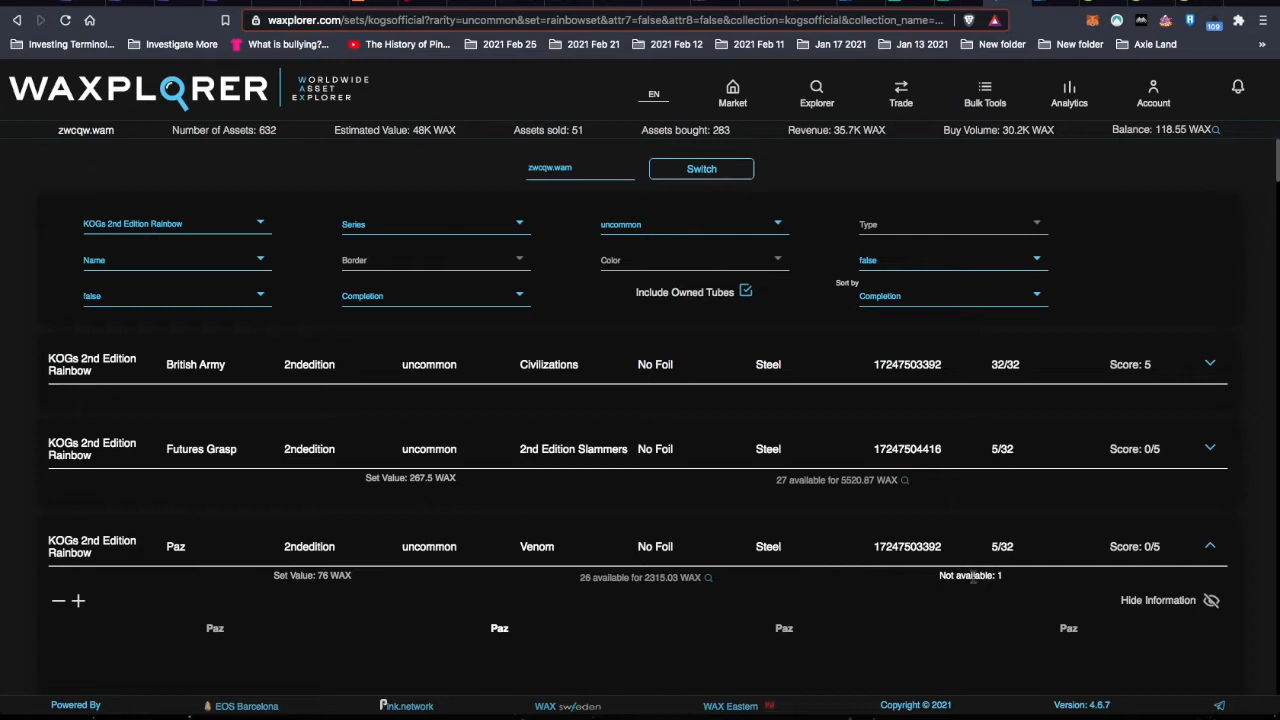 waxplorer.com/sets/kogsofficial?rarity=uncommon&set=rainbowset&attr7=false&attr8=false&collection=kogsofficial&collection_name=...
109
Investing Terminol... Investigate More What is bullying?... The History of Pin... 2021 Feb 25 2021 Feb 21 2021 Feb 12 2021 Feb 11 Jan 17 2021 Jan 13 2021 New folder New folder Axie Land »
WAXPLORER WORLDWIDE ASSET EXPLORER
EN Market Explorer Trade Bulk Tools Analytics Account
zwcqw.wam Number of Assets: 632 Estimated Value: 48K WAX Assets sold: 51 Assets bought: 283 Revenue: 35.7K WAX Buy Volume: 30.2K WAX Balance: 118.55 WAX
zwcqw.wam Switch
KOGs 2nd Edition Rainbow Series uncommon Type
Name Border Color false
false Completion Include Owned Tubes Sort by Completion
KOGs 2nd Edition Rainbow British Army 2ndedition uncommon Civilizations No Foil Steel 17247503392 32/32 Score: 5
KOGs 2nd Edition Rainbow Futures Grasp 2ndedition uncommon 2nd Edition Slammers No Foil Steel 17247504416 5/32 Score: 0/5
Set Value: 267.5 WAX 27 available for 5520.87 WAX
KOGs 2nd Edition Rainbow Paz 2ndedition uncommon Venom No Foil Steel 17247503392 5/32 Score: 0/5
Set Value: 76 WAX 26 available for 2315.03 WAX Not available: 1
Hide Information
Paz Paz Paz Paz
Powered By EOS Barcelona Pink.network WAX sw/eden WAX Eastern Copyright © 2021 Version: 4.6.7